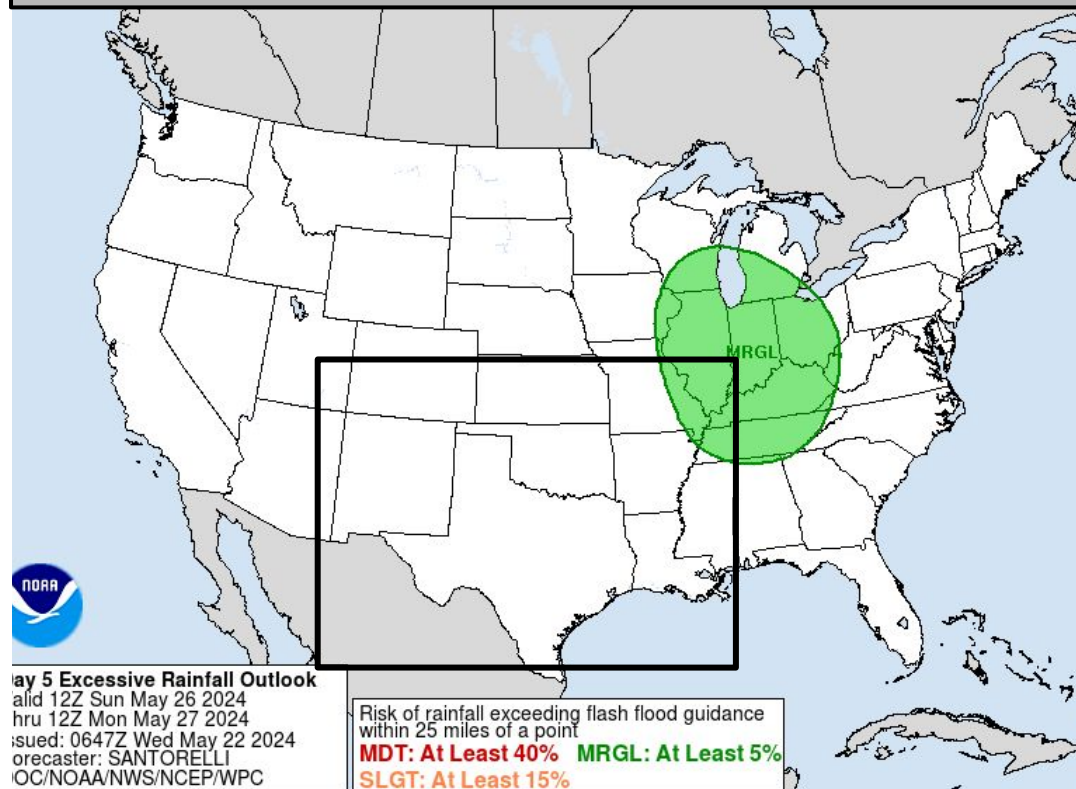 MRGL
NOAA
ay 5 Excessive Rainfall Outlook
alid 12Z Sun May 26 2024
hru 12Z Mon May 27 2024
ssued: 0647Z Wed May 22 2024
orecaster: SANTORELLI
OC/NOAA/NWS/NCEP/WPC
Risk of rainfall exceeding flash flood guidance
within 25 miles of a point
MDT: At Least 40% MRGL: At Least 5%
SLGT: At Least 15%